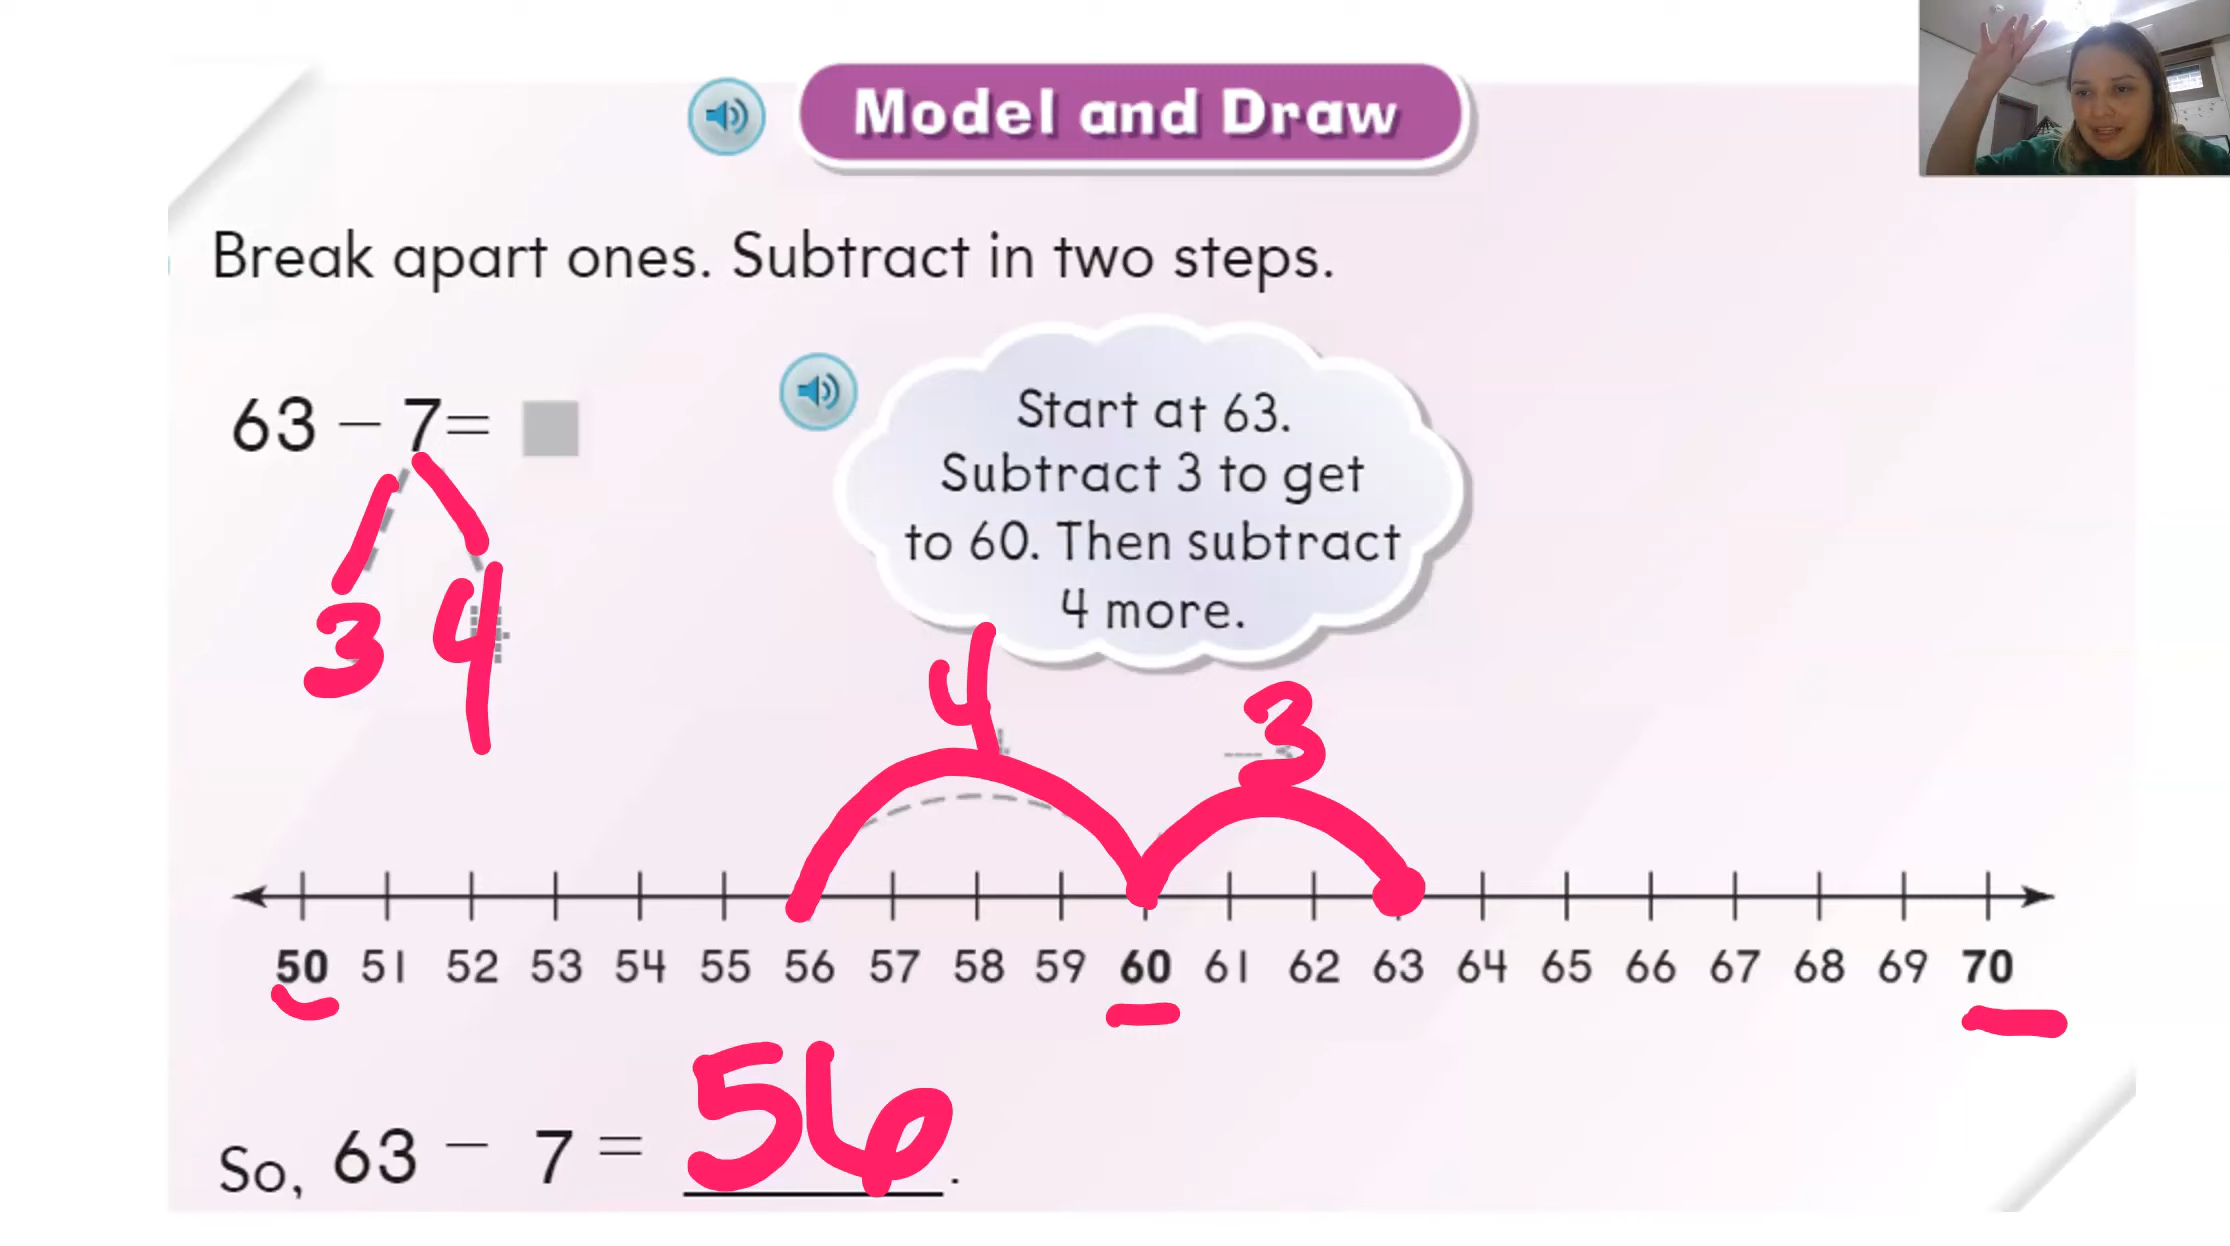 Model and Draw
Break apart ones. Subtract in two steps.
63 - 7 =
3 4
Start at 63.
Subtract 3 to get
to 60. Then subtract
4 more.
4 3
50 51 52 53 54 55 56 57 58 59 60 61 62 63 64 65 66 67 68 69 70
So, 63 - 7 = 56.